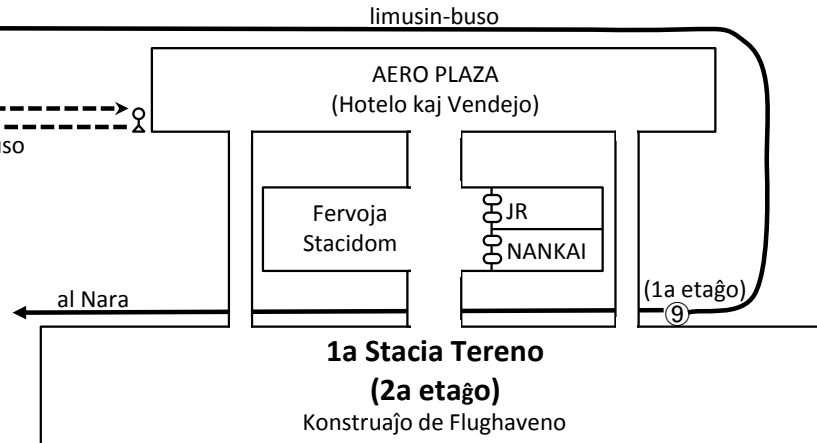 limusin-buso
AERO PLAZA
(Hotelo kaj Vendejo)
uso
Fervoja
Stacidom
JR
NANKAI
al Nara
(1a etaĝo)
⑨
1a Stacia Tereno
(2a etaĝo)
Konstruaĵo de Flughaveno